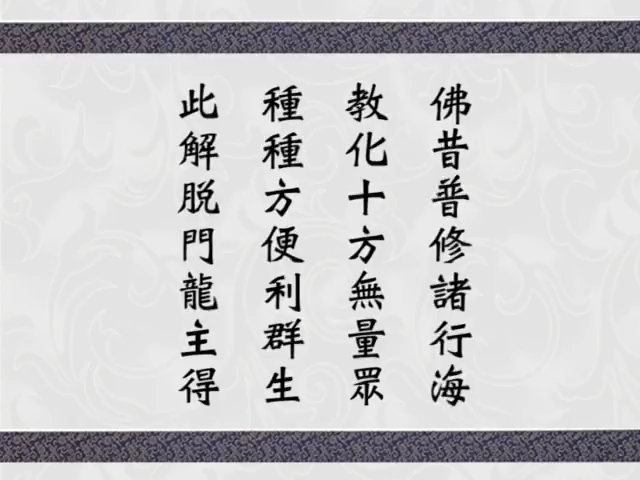 佛昔普修諸行海
教化十方無量眾
種種方便利群生
此解脫門龍主得